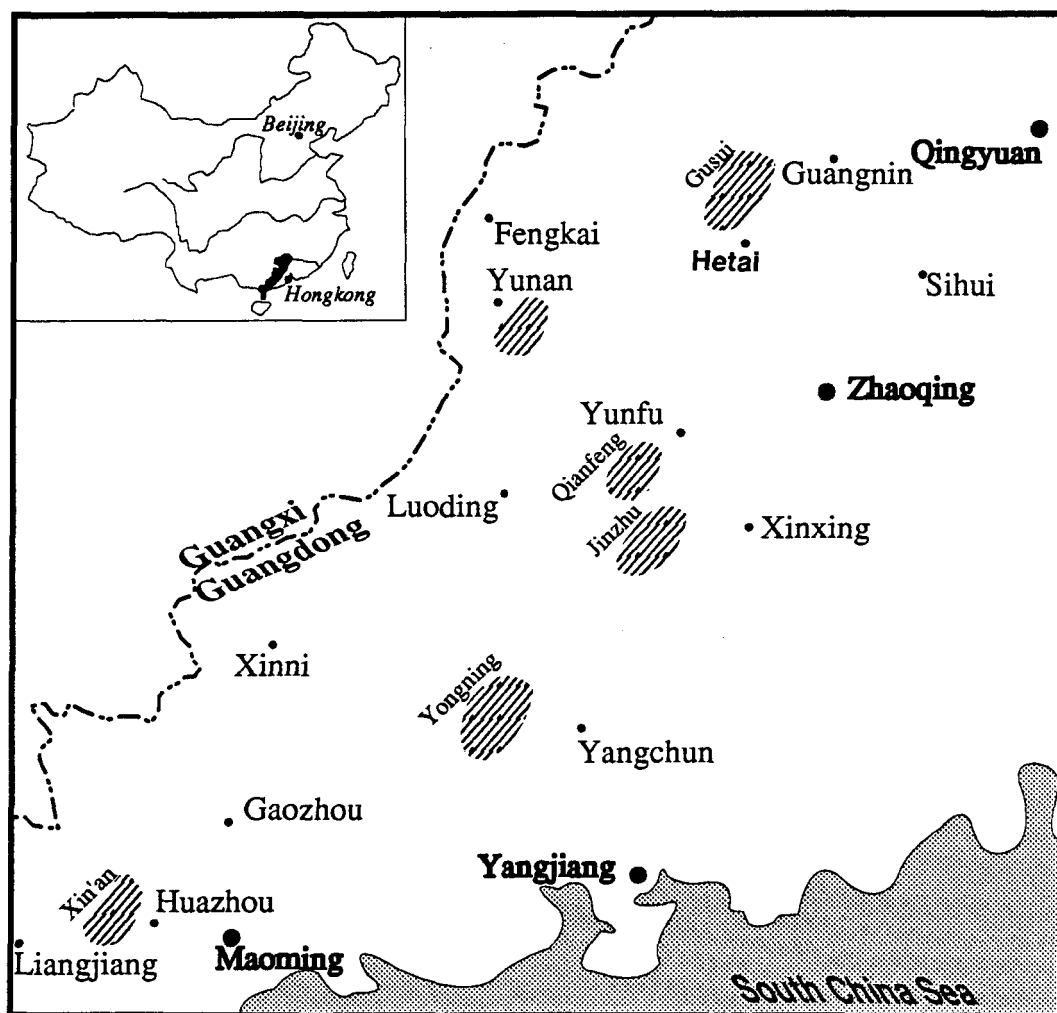 Beijing
Hongkong
Qingyuan
Gusui
Guangnin
Fengkai
Hetai
Sihui
Yunan
Zhaoqing
Yunfu
Qianfeng
Luoding
Jinzhu
Xinxing
Guangxi
Guangdong
Xinni
Yongning
Yangchun
Gaozhou
Yangjiang
Xin'an
Huazhou
Liangjiang
Maoming
South China Sea